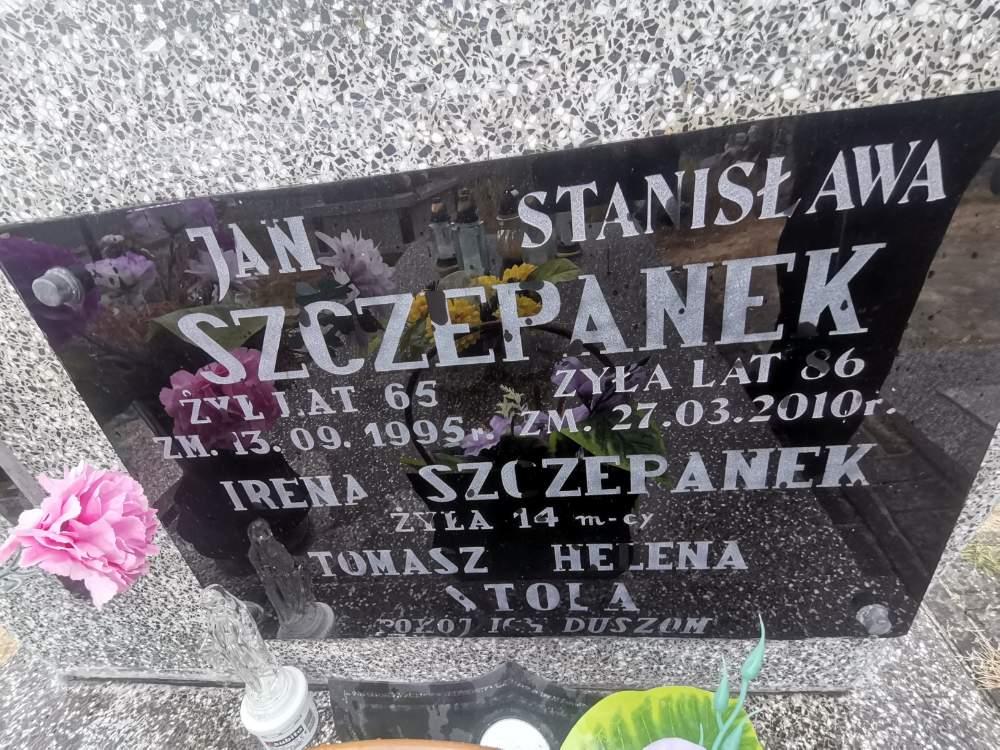 JAN STANISŁAWA
SZCZEPANEK
ŻYŁ LAT 65 ŻYŁA LAT 86
ZM. 13.09.1995r. ZM. 27.03.2010r.
IRENA SZCZEPANEK
ŻYŁA 14 m-cy
TOMASZ HELENA
STOLA
POKÓJ ICH DUSZOM